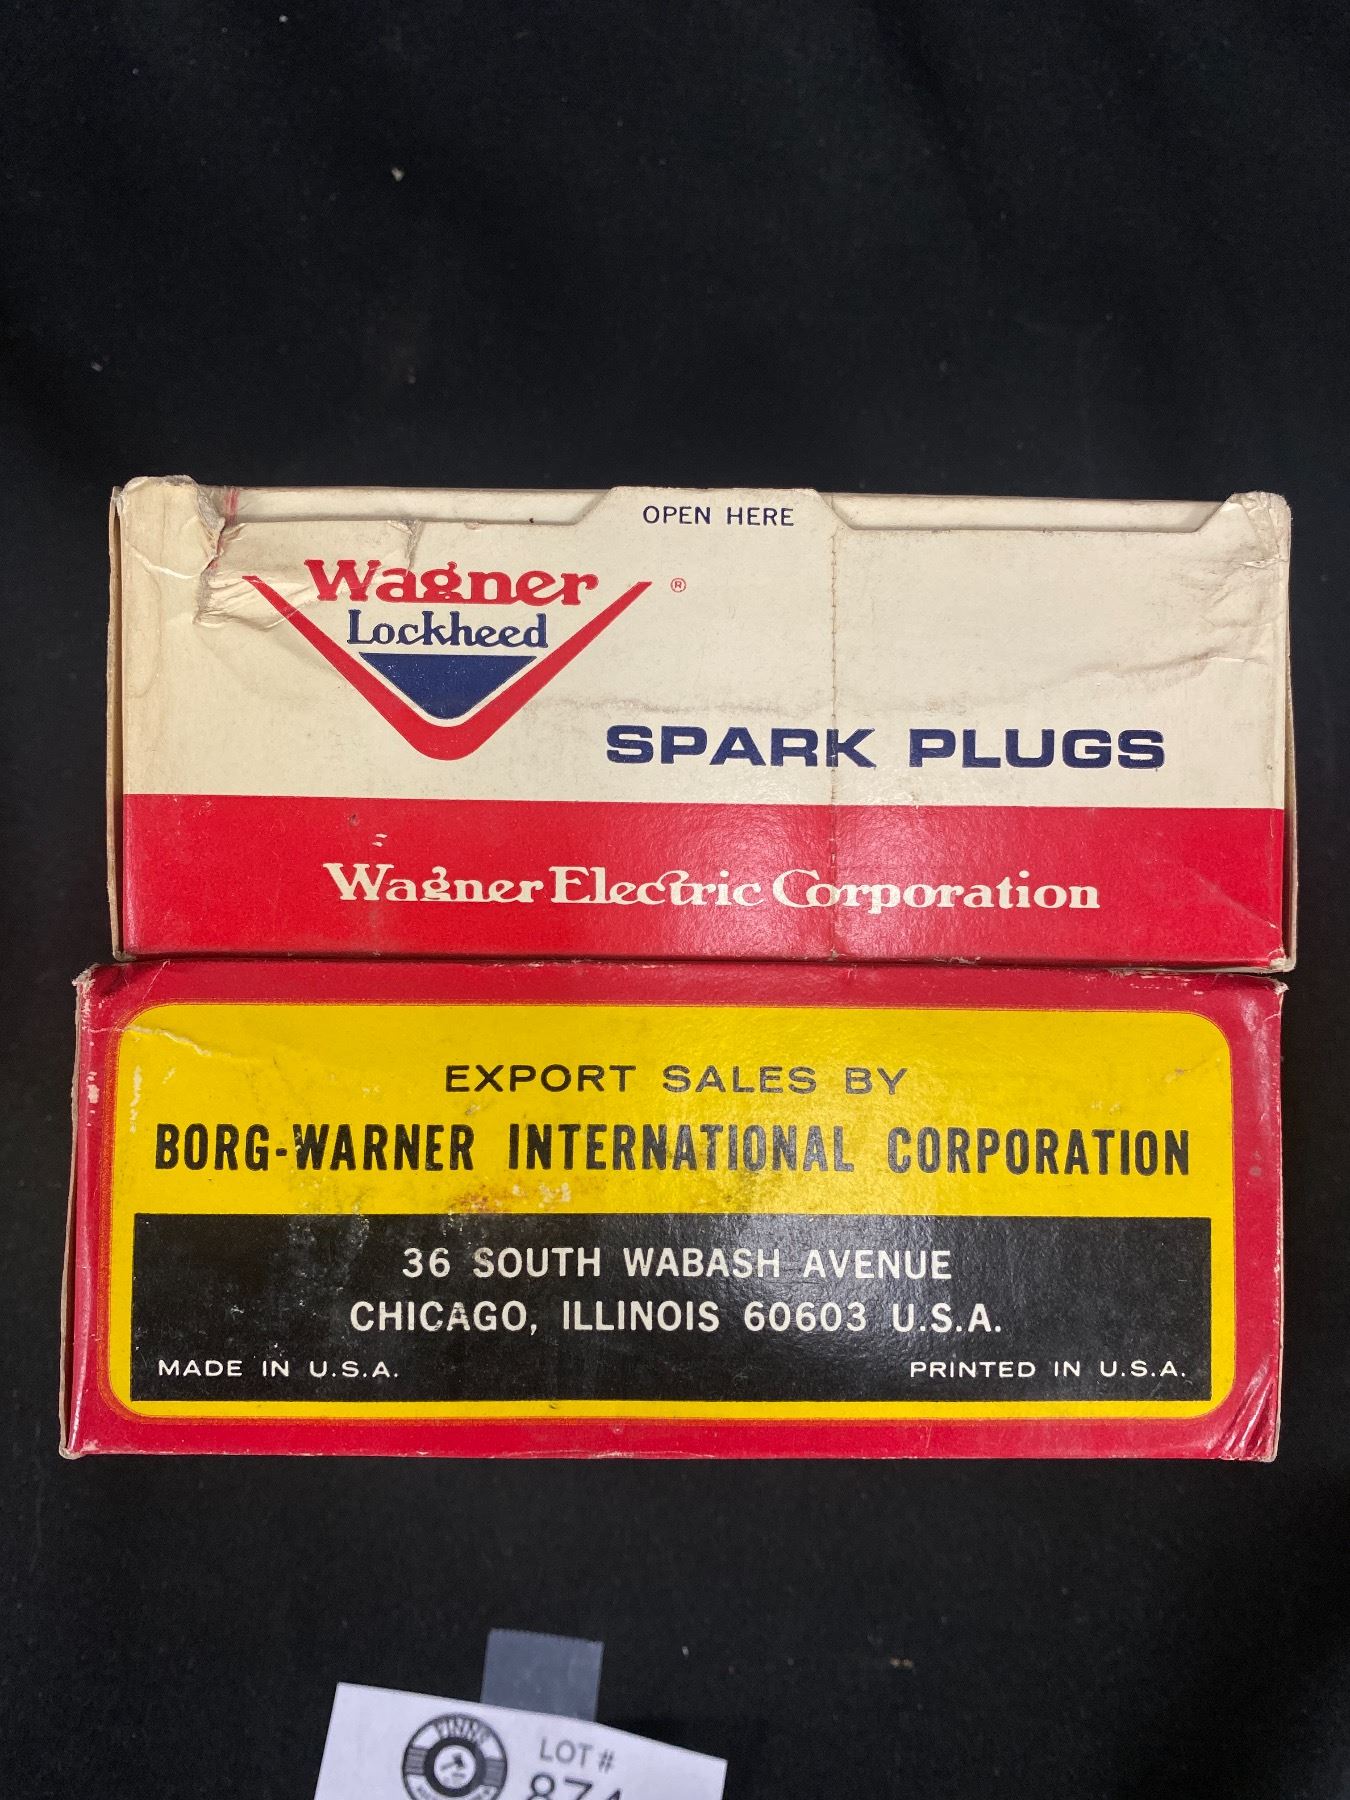 OPEN HERE
Wagner ®
Lockheed
SPARK PLUGS
Wagner Electric Corporation
EXPORT SALES BY
BORG-WARNER INTERNATIONAL CORPORATION
36 SOUTH WABASH AVENUE
CHICAGO, ILLINOIS 60603 U.S.A.
MADE IN U.S.A. PRINTED IN U.S.A.
LOT #